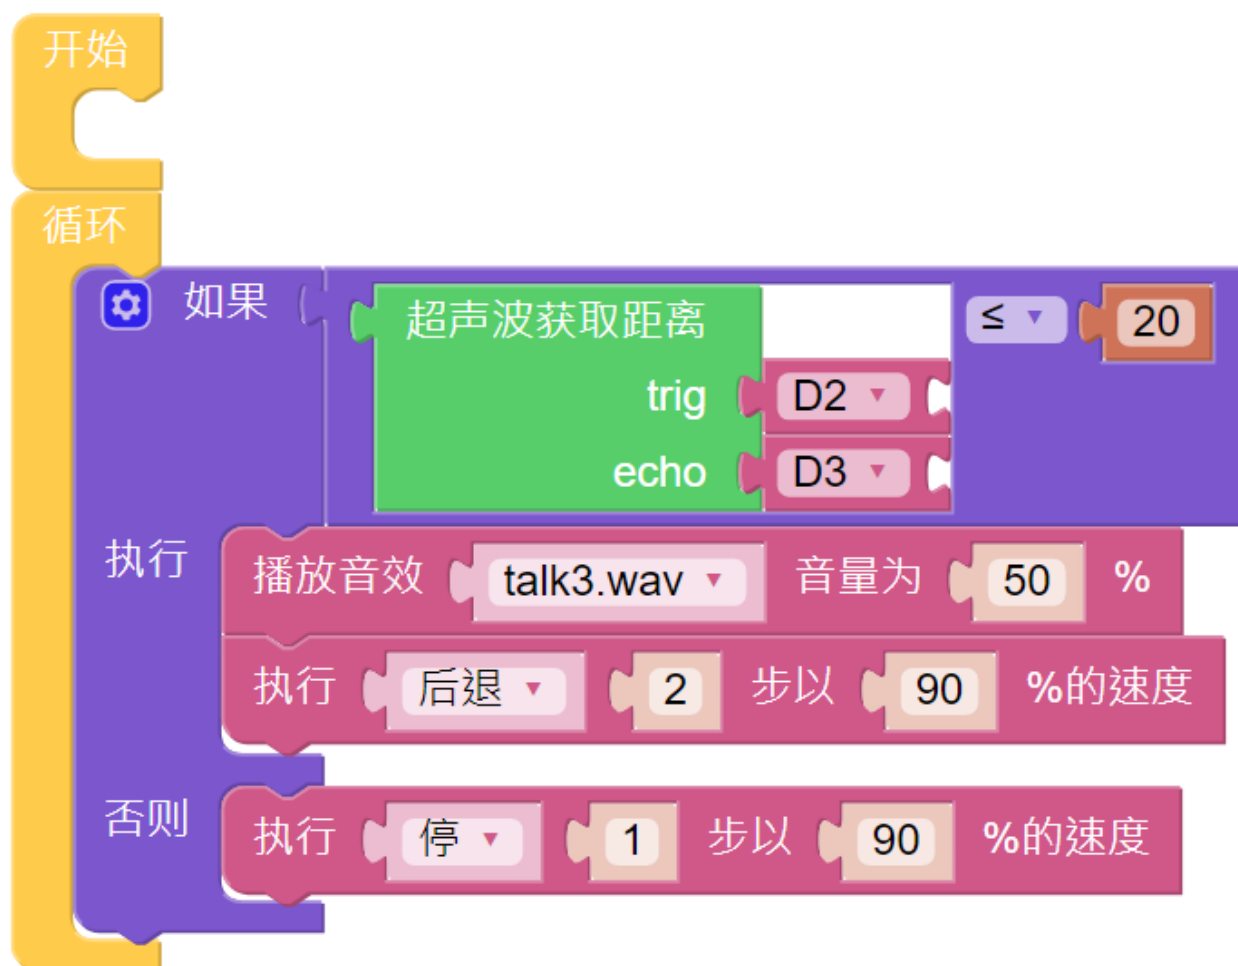 开始
循环
如果 超声波获取距离 ≤ 20
trig D2
echo D3
执行 播放音效 talk3.wav 音量为 50 %
执行 后退 2 步以 90 %的速度
否则 执行 停 1 步以 90 %的速度